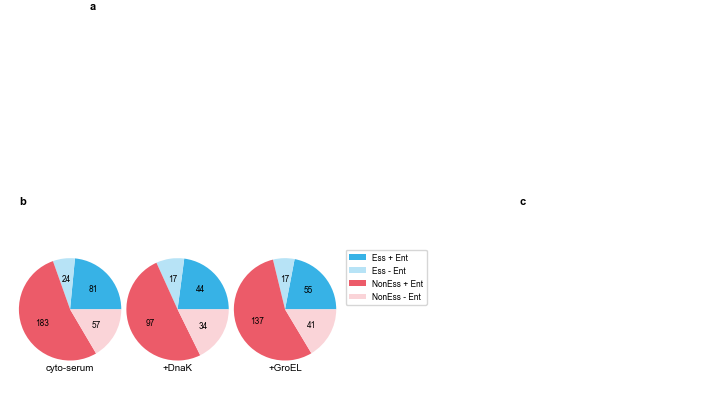 a
b
c
24
81
183
57
cyto-serum
17
44
97
34
+DnaK
17
55
137
41
+GroEL
Ess + Ent
Ess - Ent
NonEss + Ent
NonEss - Ent